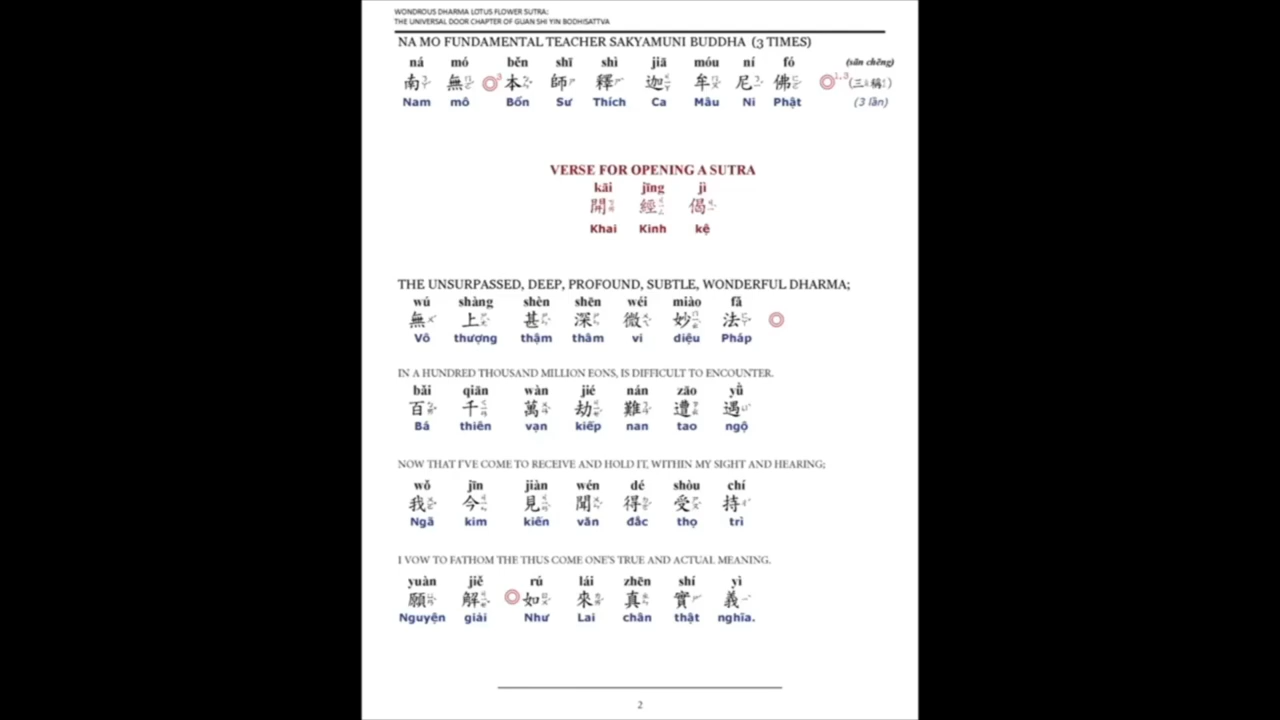 WONDROUS DHARMA LOTUS FLOWER SUTRA:
THE UNIVERSAL DOOR CHAPTER OF GUAN SHI YIN BODHISATTVA
NA MO FUNDAMENTAL TEACHER SAKYAMUNI BUDDHA (3 TIMES)
ná mó běn shī shì jiā móu ní fó (sān chēng)
南 無 3 本 師 釋 迦 牟 尼 佛 1, 3 (三稱)
Nam mô Bổn Sư Thích Ca Mâu Ni Phật (3 lần)
VERSE FOR OPENING A SUTRA
kāi jīng jì
開 經 偈
Khai Kinh kệ
THE UNSURPASSED, DEEP, PROFOUND, SUBTLE, WONDERFUL DHARMA;
wú shàng shèn shēn wéi miào fǎ
無 上 甚 深 微 妙 法
Vô thượng thậm thâm vi diệu Pháp
IN A HUNDRED THOUSAND MILLION EONS, IS DIFFICULT TO ENCOUNTER.
bǎi qiān wàn jié nán zāo yǜ
百 千 萬 劫 難 遭 遇
Bá thiên vạn kiếp nan tao ngộ
NOW THAT I'VE COME TO RECEIVE AND HOLD IT, WITHIN MY SIGHT AND HEARING;
wǒ jīn jiàn wén dé shòu chí
我 今 見 聞 得 受 持
Ngã kim kiến văn đắc thọ trì
I VOW TO FATHOM THE THUS COME ONE'S TRUE AND ACTUAL MEANING.
yuàn jiě rú lái zhēn shí yì
願 解 如 來 真 實 義
Nguyện giải Như Lai chân thật nghĩa.
2